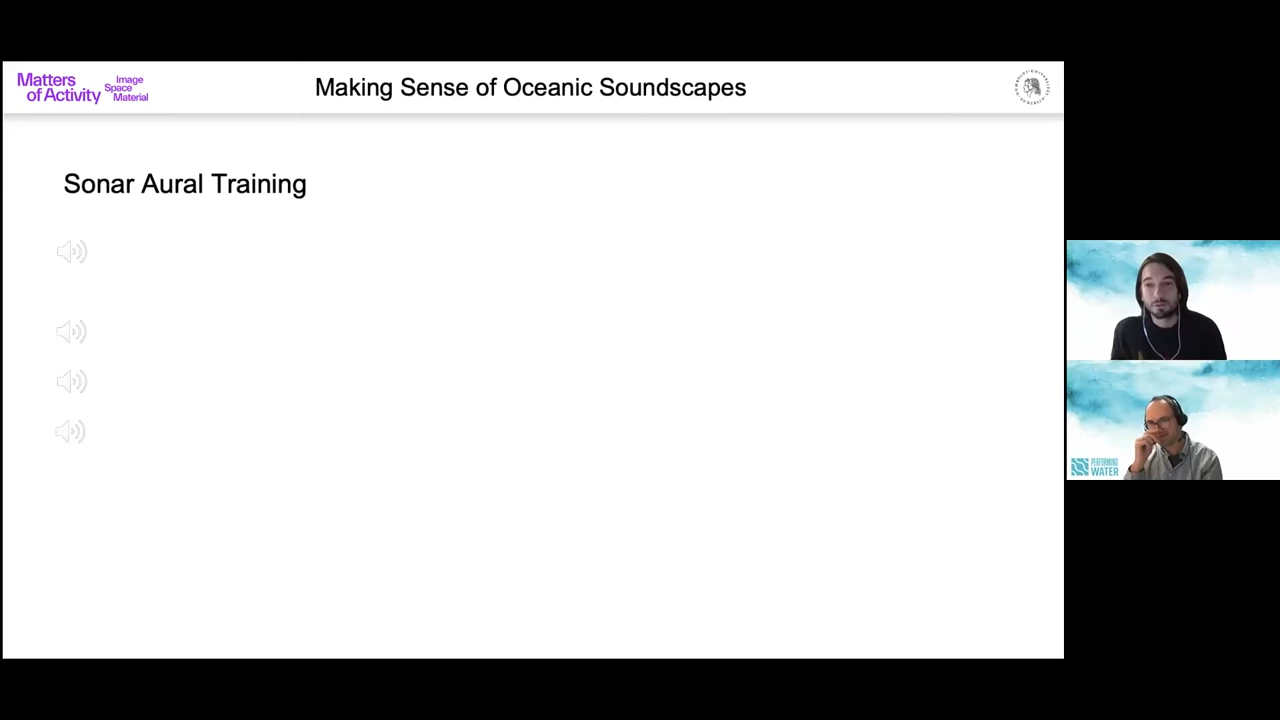 Matters
of Activity
Image
Space
Material
Making Sense of Oceanic Soundscapes
Sonar Aural Training
PERFORMING
WATER